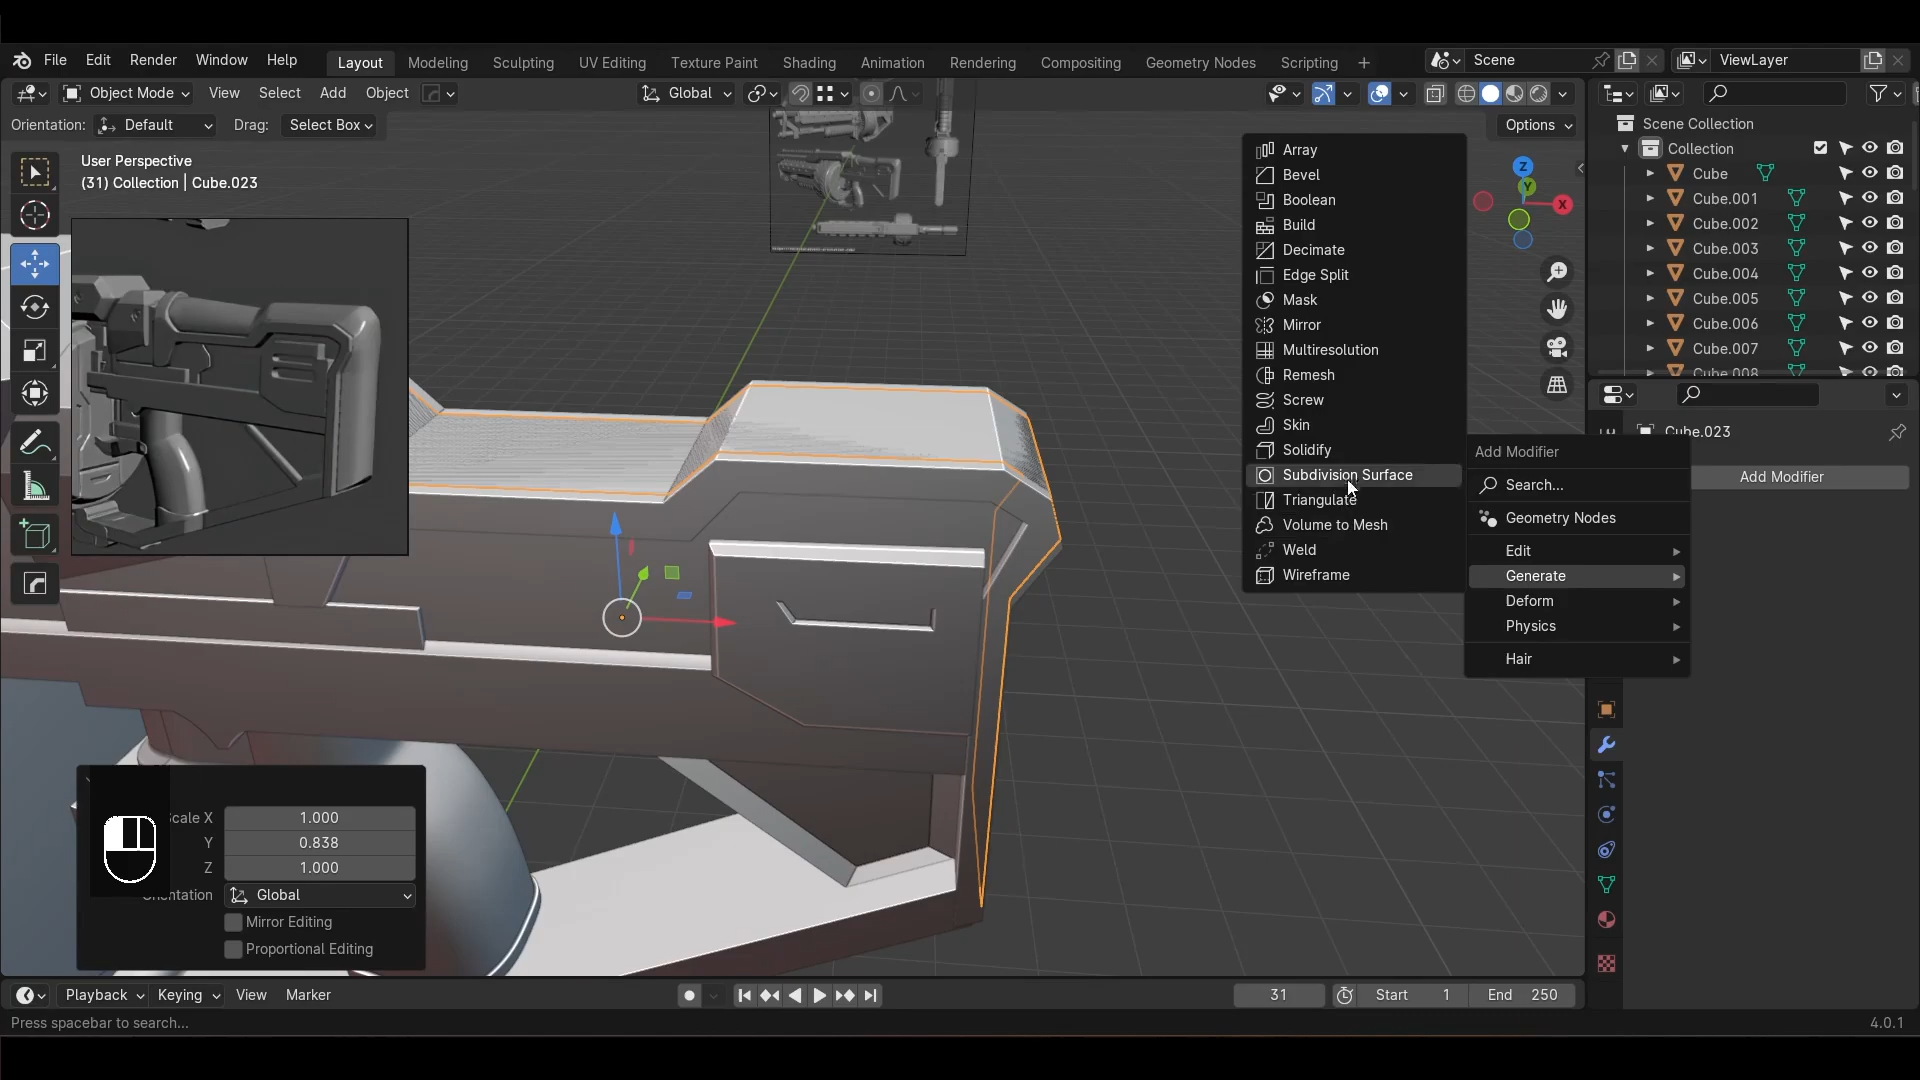 File Edit Render Window Help Layout Modeling Sculpting UV Editing Texture Paint Shading Animation Rendering Compositing Geometry Nodes Scripting + Scene ViewLayer
Object Mode View Select Add Object Global
Orientation: Default Drag: Select Box Options
User Perspective
(31) Collection | Cube.023
Scene Collection
Collection
Cube
Cube.001
Cube.002
Cube.003
Cube.004
Cube.005
Cube.006
Cube.007
Cube.008
Z
Y
X
Array
Bevel
Boolean
Build
Decimate
Edge Split
Mask
Mirror
Multiresolution
Remesh
Screw
Skin
Solidify
Subdivision Surface
Triangulate
Volume to Mesh
Weld
Wireframe
Add Modifier
Search...
Geometry Nodes
Edit
Generate
Deform
Physics
Hair
Cube.023
Add Modifier
Scale X 1.000
Y 0.838
Z 1.000
Global
Mirror Editing
Proportional Editing
Playback Keying View Marker 31 Start 1 End 250
Press spacebar to search... 4.0.1